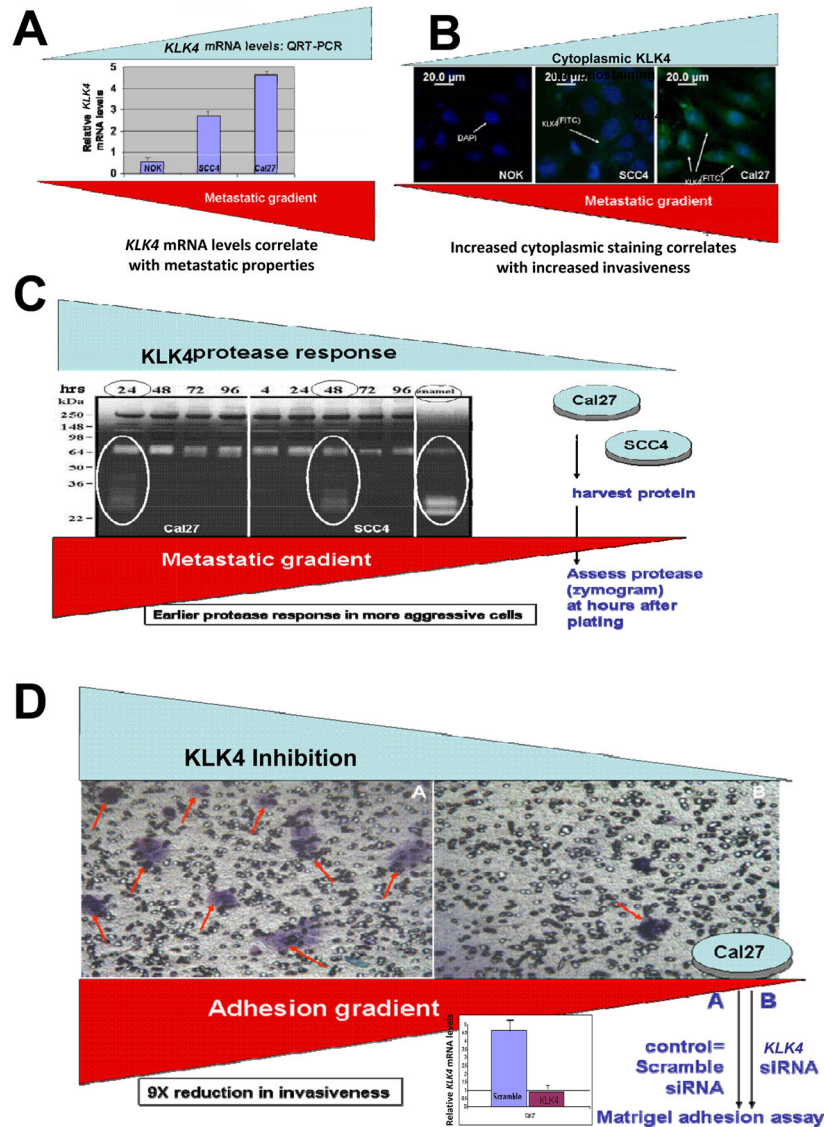 A
KLK4 mRNA levels: QRT-PCR
Relative KLK4
mRNA levels
5
4
3
2
1
0
NOK
SCC4
Cal27
Metastatic gradient
KLK4 mRNA levels correlate
with metastatic properties
B
Cytoplasmic KLK4
20.0 µm
20.0 µm
20.0 µm
DAPI
KLK4(FITC)
KLK4(FITC)
NOK
SCC4
Cal27
Metastatic gradient
Increased cytoplasmic staining correlates
with increased invasiveness
C
KLK4 protease response
hrs 24 48 72 96 4 24 48 72 96 enamel
kDa
250
148
98
64
50
36
22
Cal27
SCC4
Cal27
SCC4
harvest protein
Assess protease
(zymogram)
at hours after
plating
Metastatic gradient
Earlier protease response in more aggressive cells
D
KLK4 Inhibition
A
B
Cal27
Adhesion gradient
A
B
9X reduction in invasiveness
Relative KLK4 mRNA levels
Scramble
KLK4
control=
Scramble
siRNA
KLK4
siRNA
Matrigel adhesion assay